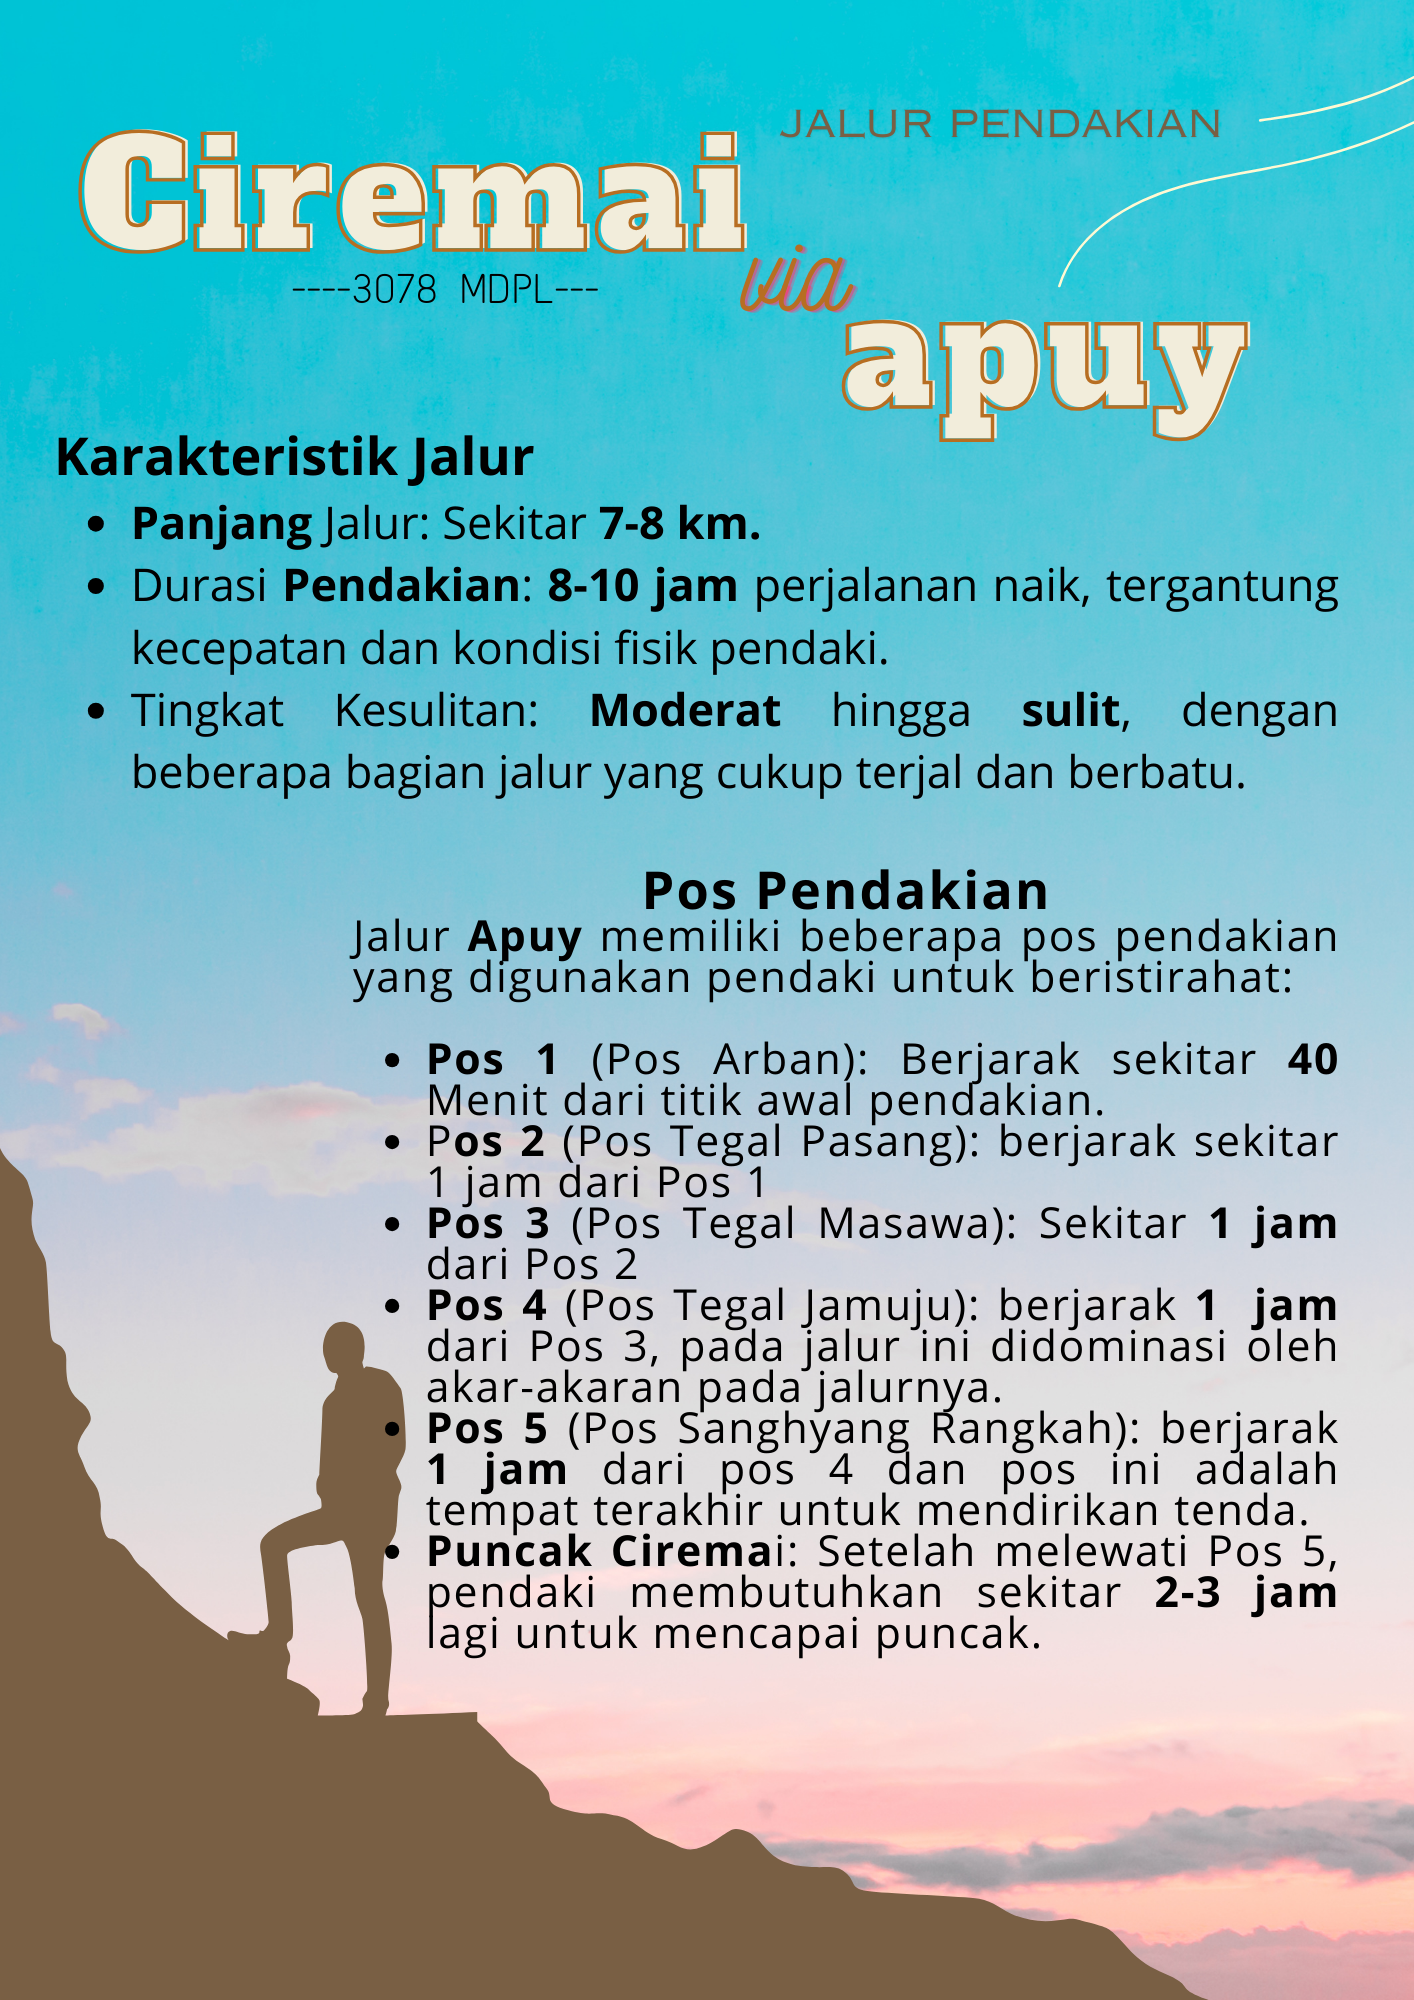 JALUR PENDAKIAN
Ciremai
----3078 MDPL---
via
apuy
Karakteristik Jalur
• Panjang Jalur: Sekitar 7-8 km.
• Durasi Pendakian: 8-10 jam perjalanan naik, tergantung
kecepatan dan kondisi fisik pendaki.
• Tingkat Kesulitan: Moderat hingga sulit, dengan
beberapa bagian jalur yang cukup terjal dan berbatu.
Pos Pendakian
Jalur Apuy memiliki beberapa pos pendakian
yang digunakan pendaki untuk beristirahat:
• Pos 1 (Pos Arban): Berjarak sekitar 40
Menit dari titik awal pendakian.
• Pos 2 (Pos Tegal Pasang): berjarak sekitar
1 jam dari Pos 1
• Pos 3 (Pos Tegal Masawa): Sekitar 1 jam
dari Pos 2
• Pos 4 (Pos Tegal Jamuju): berjarak 1 jam
dari Pos 3, pada jalur ini didominasi oleh
akar-akaran pada jalurnya.
• Pos 5 (Pos Sanghyang Rangkah): berjarak
1 jam dari pos 4 dan pos ini adalah
tempat terakhir untuk mendirikan tenda.
• Puncak Ciremai: Setelah melewati Pos 5,
pendaki membutuhkan sekitar 2-3 jam
lagi untuk mencapai puncak.